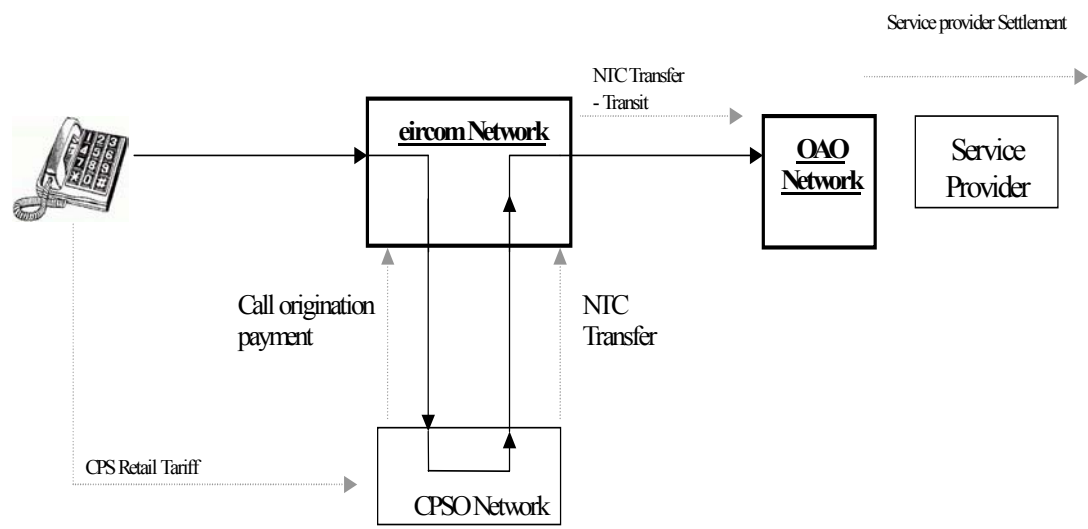 Service provider Settlement
NTC Transfer
- Transit
eircom Network
OAO
Network
Service
Provider
Call origination
payment
NTC
Transfer
CPS Retail Tariff
CPSO Network